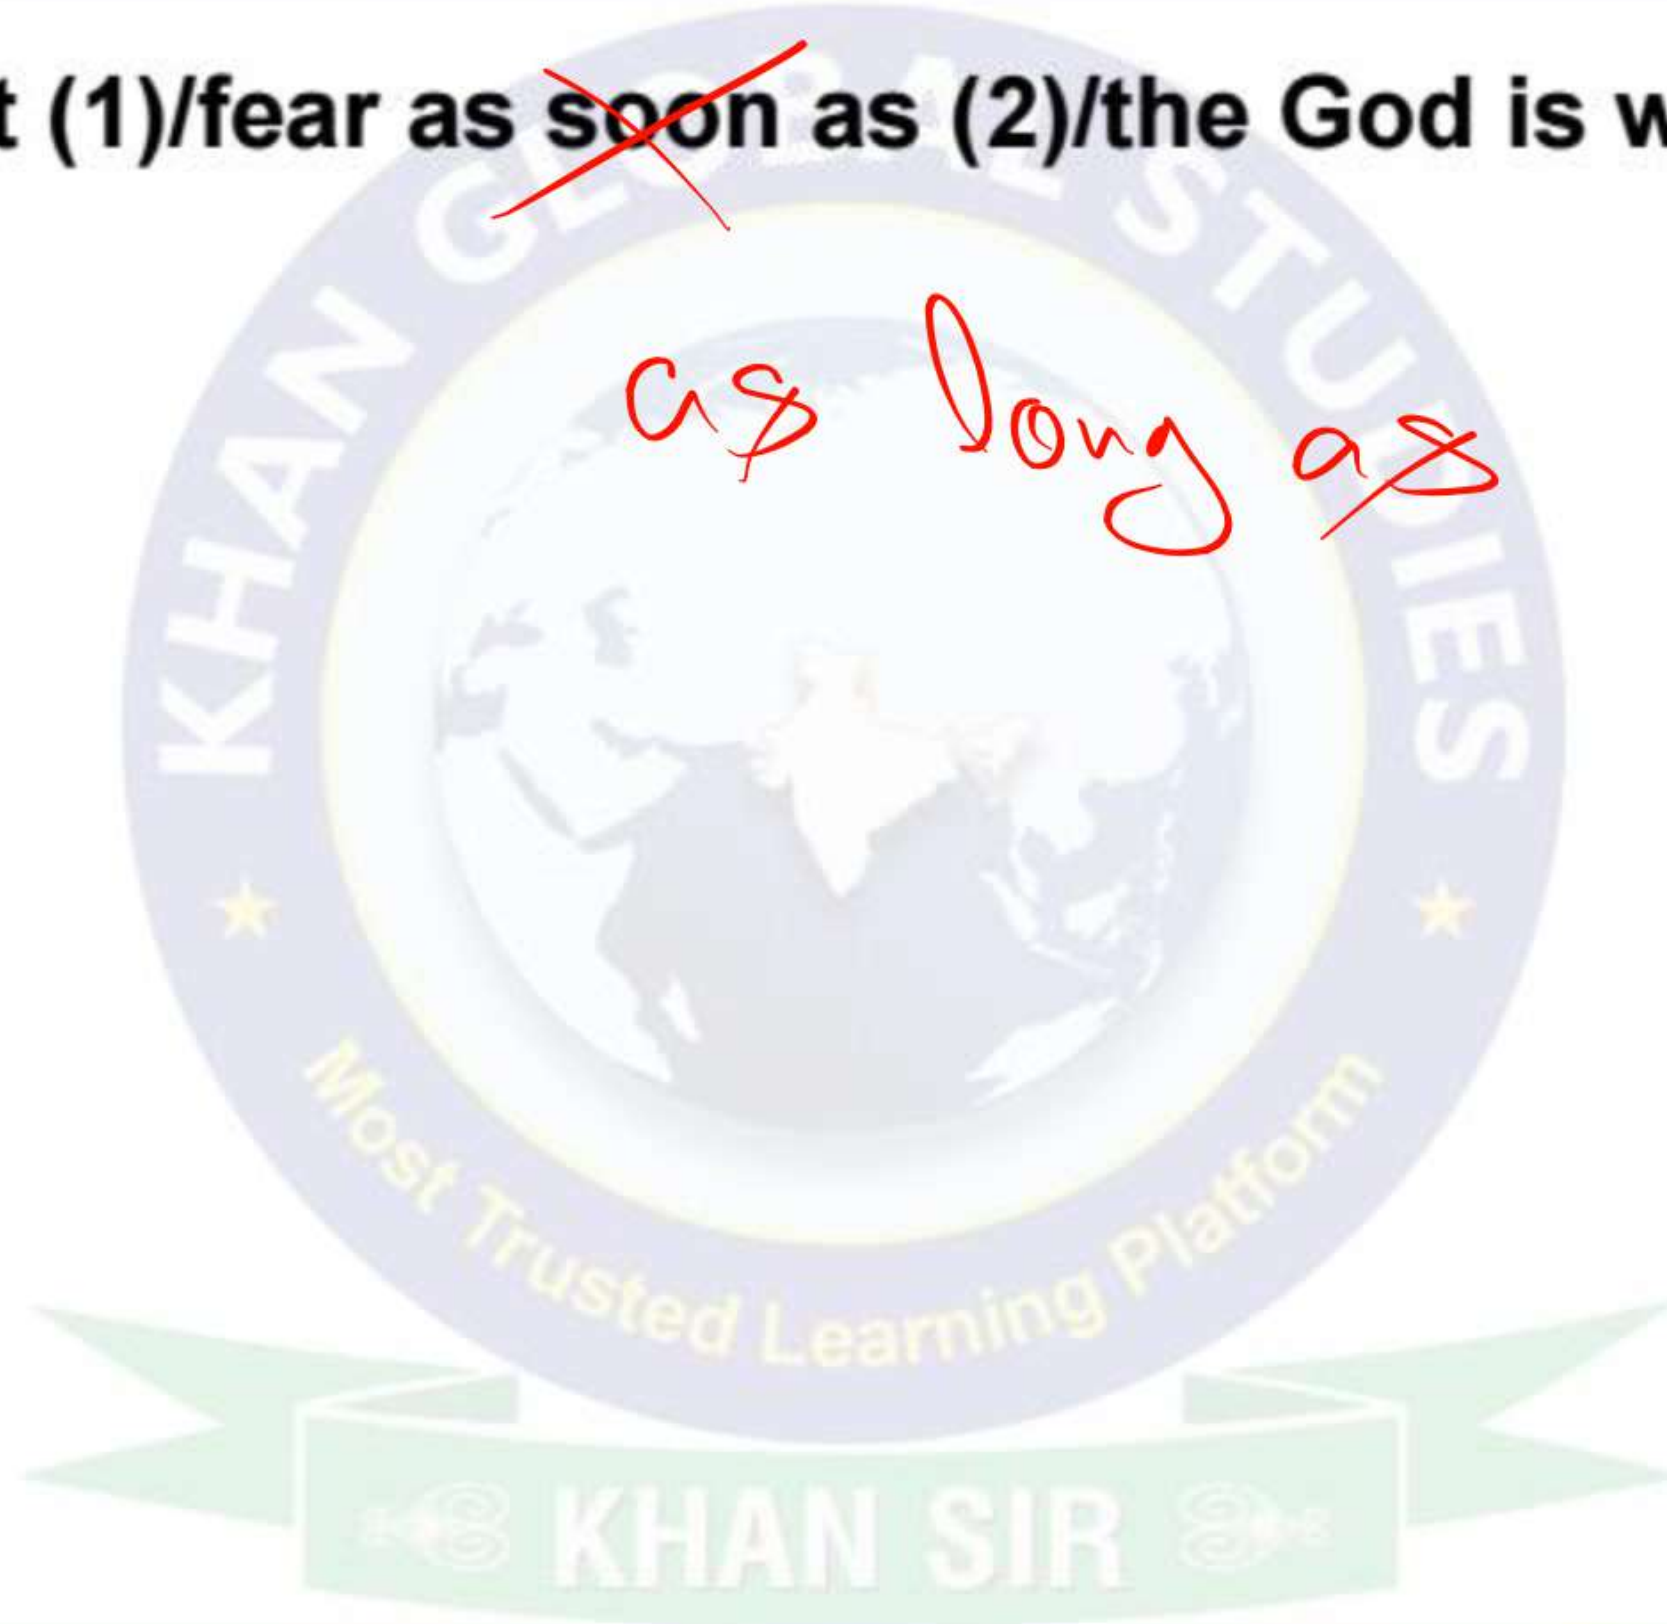 t (1)/fear as soon as (2)/the God is w
as long as
KHAN GLOBAL STUDIES
Most Trusted Learning Platform
KHAN SIR